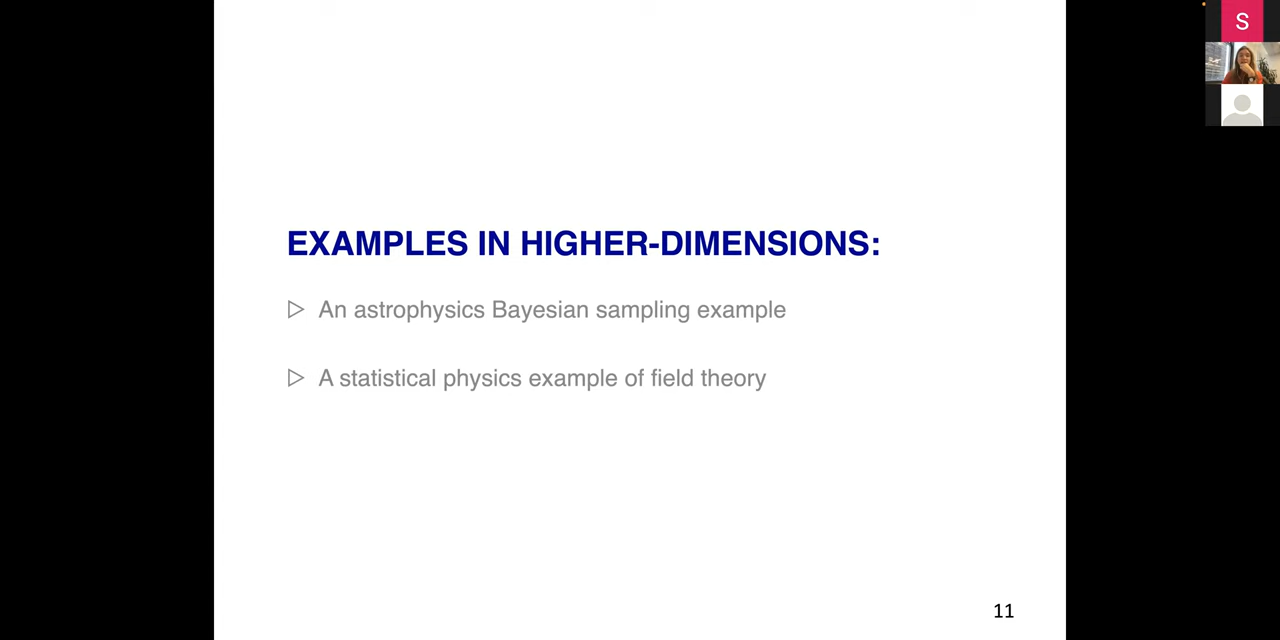 S
EXAMPLES IN HIGHER-DIMENSIONS:
▷ An astrophysics Bayesian sampling example
▷ A statistical physics example of field theory
11